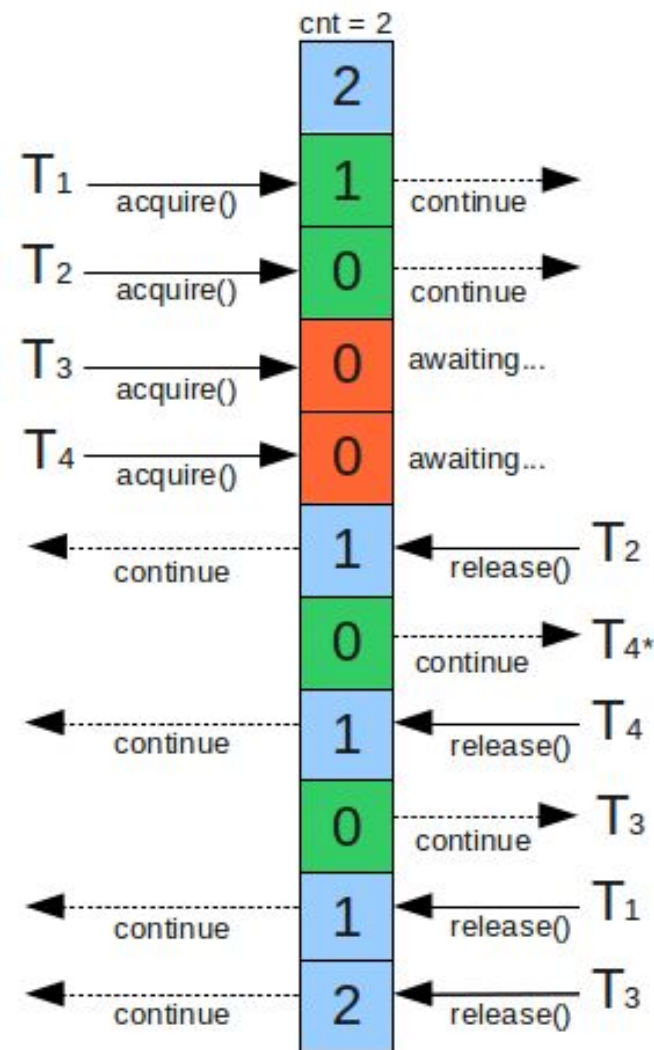 cnt = 2
2
T1 acquire() 1 continue
T2 acquire() 0 continue
T3 acquire() 0 awaiting...
T4 acquire() 0 awaiting...
continue 1 release() T2
0 continue T4*
continue 1 release() T4
0 continue T3
continue 1 release() T1
continue 2 release() T3